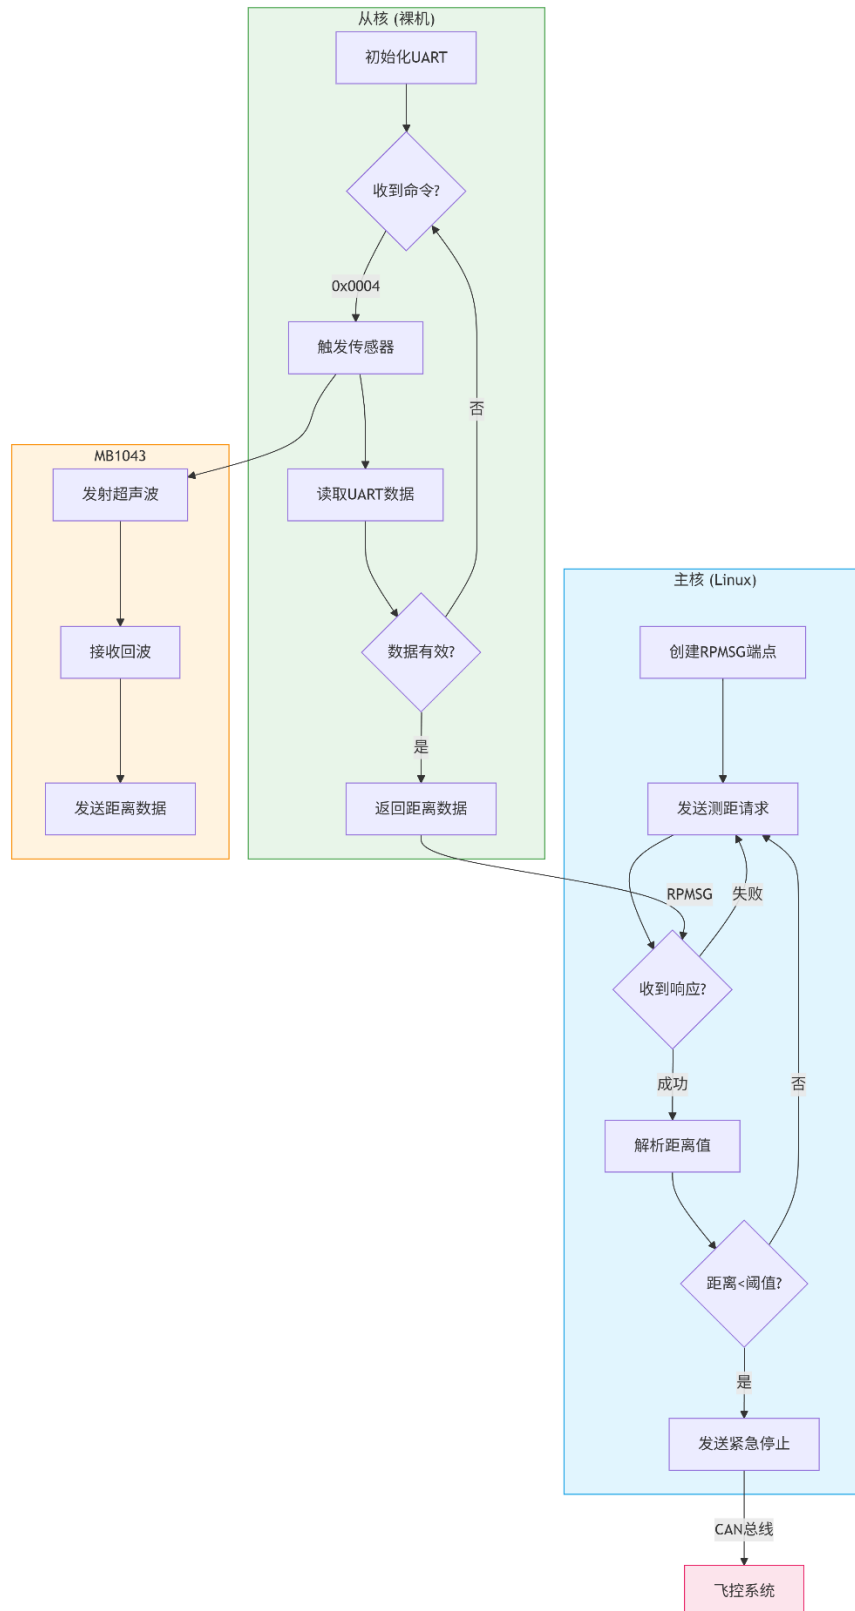 从核 (裸机)
初始化UART
收到命令?
0x0004
触发传感器
否
MB1043
发射超声波
读取UART数据
主核 (Linux)
接收回波
数据有效?
创建RPMSG端点
是
发送距离数据
返回距离数据
发送测距请求
RPMSG
失败
收到响应?
成功
否
解析距离值
距离<阈值?
是
发送紧急停止
CAN总线
飞控系统